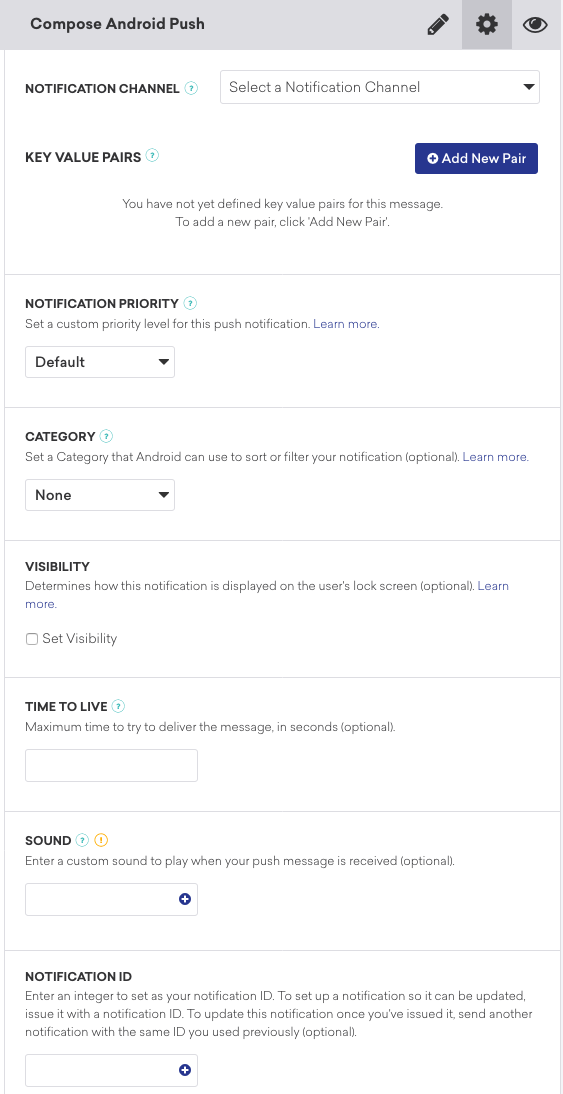 Compose Android Push
NOTIFICATION CHANNEL ?
Select a Notification Channel
KEY VALUE PAIRS ?
Add New Pair
You have not yet defined key value pairs for this message.
To add a new pair, click 'Add New Pair'.
NOTIFICATION PRIORITY ?
Set a custom priority level for this push notification. Learn more.
Default
CATEGORY ?
Set a Category that Android can use to sort or filter your notification (optional). Learn more.
None
VISIBILITY
Determines how this notification is displayed on the user's lock screen (optional). Learn
more.
Set Visibility
TIME TO LIVE ?
Maximum time to try to deliver the message, in seconds (optional).
SOUND ? !
Enter a custom sound to play when your push message is received (optional).
NOTIFICATION ID
Enter an integer to set as your notification ID. To set up a notification so it can be updated,
issue it with a notification ID. To update this notification once you've issued it, send another
notification with the same ID you used previously (optional).